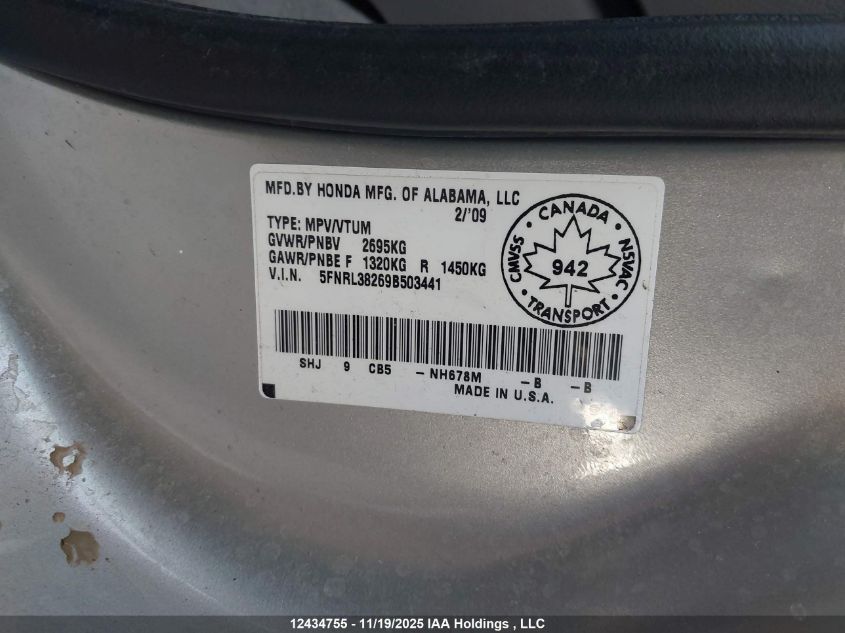 MFD.BY HONDA MFG. OF ALABAMA, LLC
2/'09
TYPE: MPV/VTUM
GVWR/PNBV 2695KG
GAWR/PNBE F 1320KG R 1450KG
V.I.N. 5FNRL38269B503441
CANADA
CMVSS
NSVAC
942
TRANSPORT
SHJ 9 CB5 -NH678M -B -B
MADE IN U.S.A.
12434755 - 11/19/2025 IAA Holdings , LLC